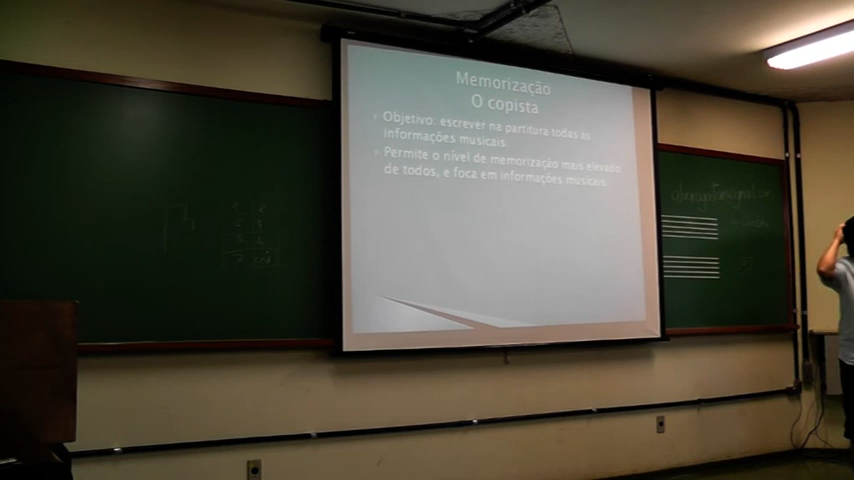 Memorização
O copista
Objetivo: escrever na partitura todas as
informações musicais.
Permite o nível de memorização mais elevado
de todos, e foca em informações musicais.